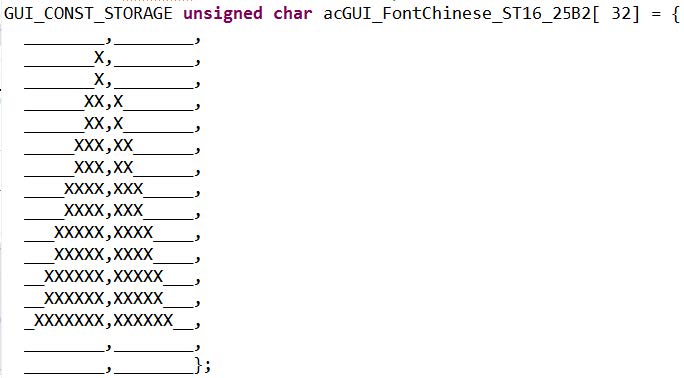 GUI_CONST_STORAGE unsigned char acGUI_FontChinese_ST16_25B2[ 32] = {
  ________,________,
  _______X,________,
  _______X,________,
  ______XX,X_______,
  ______XX,X_______,
  _____XXX,XX______,
  _____XXX,XX______,
  ____XXXX,XXX_____,
  ____XXXX,XXX_____,
  ___XXXXX,XXXX____,
  ___XXXXX,XXXX____,
  __XXXXXX,XXXXX___,
  __XXXXXX,XXXXX___,
  _XXXXXXX,XXXXXX__,
  ________,________,
  ________,________};